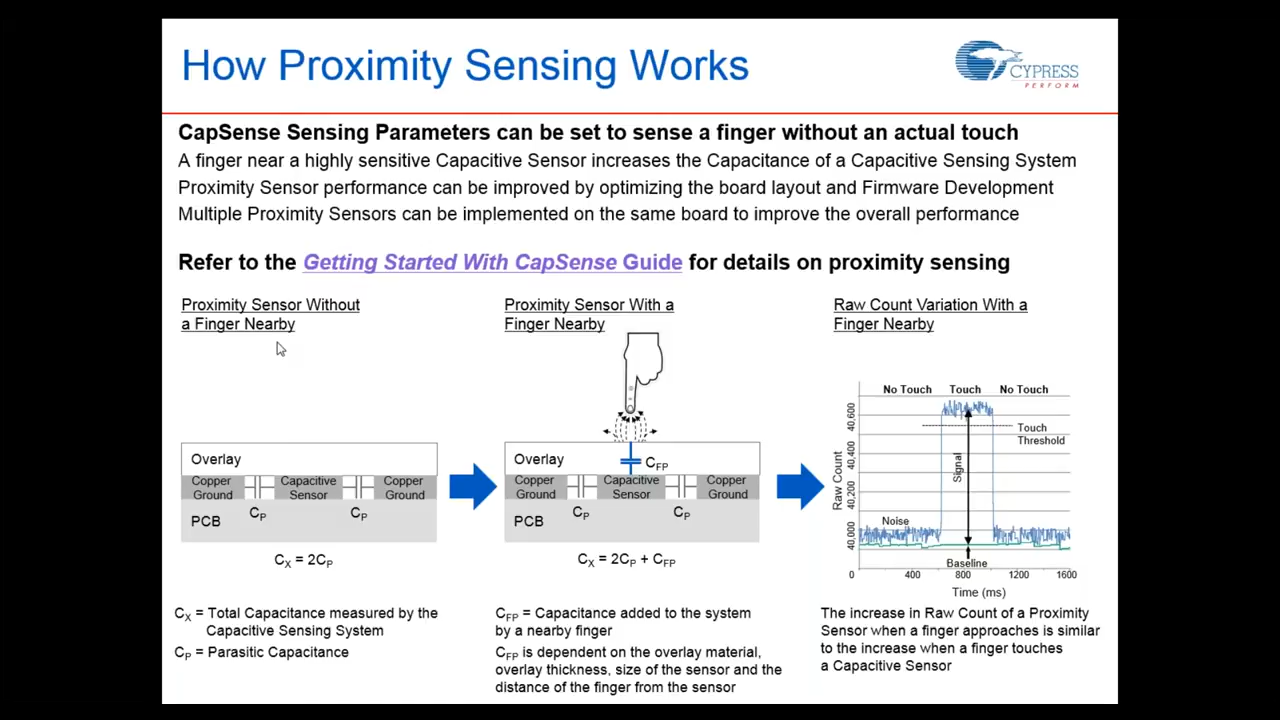 How Proximity Sensing Works
CYPRESS
PERFORM
CapSense Sensing Parameters can be set to sense a finger without an actual touch
A finger near a highly sensitive Capacitive Sensor increases the Capacitance of a Capacitive Sensing System
Proximity Sensor performance can be improved by optimizing the board layout and Firmware Development
Multiple Proximity Sensors can be implemented on the same board to improve the overall performance
Refer to the Getting Started With CapSense Guide for details on proximity sensing
Proximity Sensor Without
a Finger Nearby
Overlay
Copper
Ground
Capacitive
Sensor
Copper
Ground
CP
CP
PCB
CX = 2CP
CX = Total Capacitance measured by the
Capacitive Sensing System
CP = Parasitic Capacitance
Proximity Sensor With a
Finger Nearby
Overlay
CFP
Copper
Ground
Capacitive
Sensor
Copper
Ground
CP
CP
PCB
CX = 2CP + CFP
CFP = Capacitance added to the system
by a nearby finger
CFP is dependent on the overlay material,
overlay thickness, size of the sensor and the
distance of the finger from the sensor
Raw Count Variation With a
Finger Nearby
No Touch
Touch
No Touch
40,600
40,400
40,200
40,000
Raw Count
Touch
Threshold
Signal
Noise
Baseline
0
400
800
1200
1600
Time (ms)
The increase in Raw Count of a Proximity
Sensor when a finger approaches is similar
to the increase when a finger touches
a Capacitive Sensor